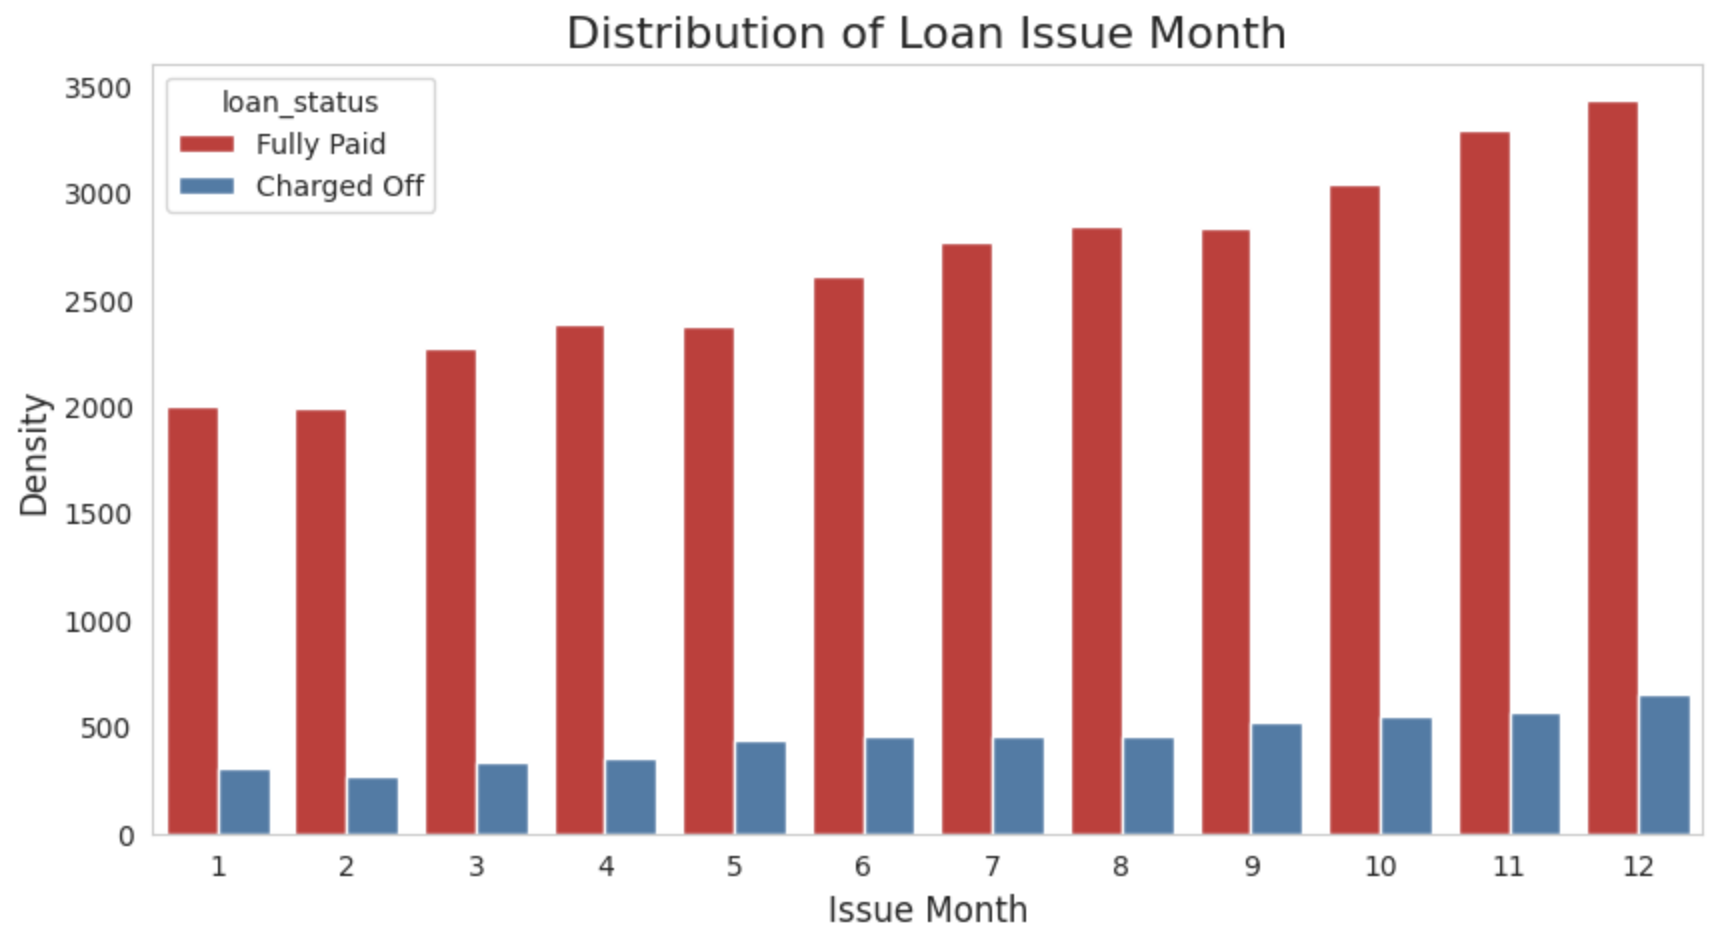 Distribution of Loan Issue Month
loan_status
Fully Paid
Charged Off
Density
3500
3000
2500
2000
1500
1000
500
0
1 2 3 4 5 6 7 8 9 10 11 12
Issue Month